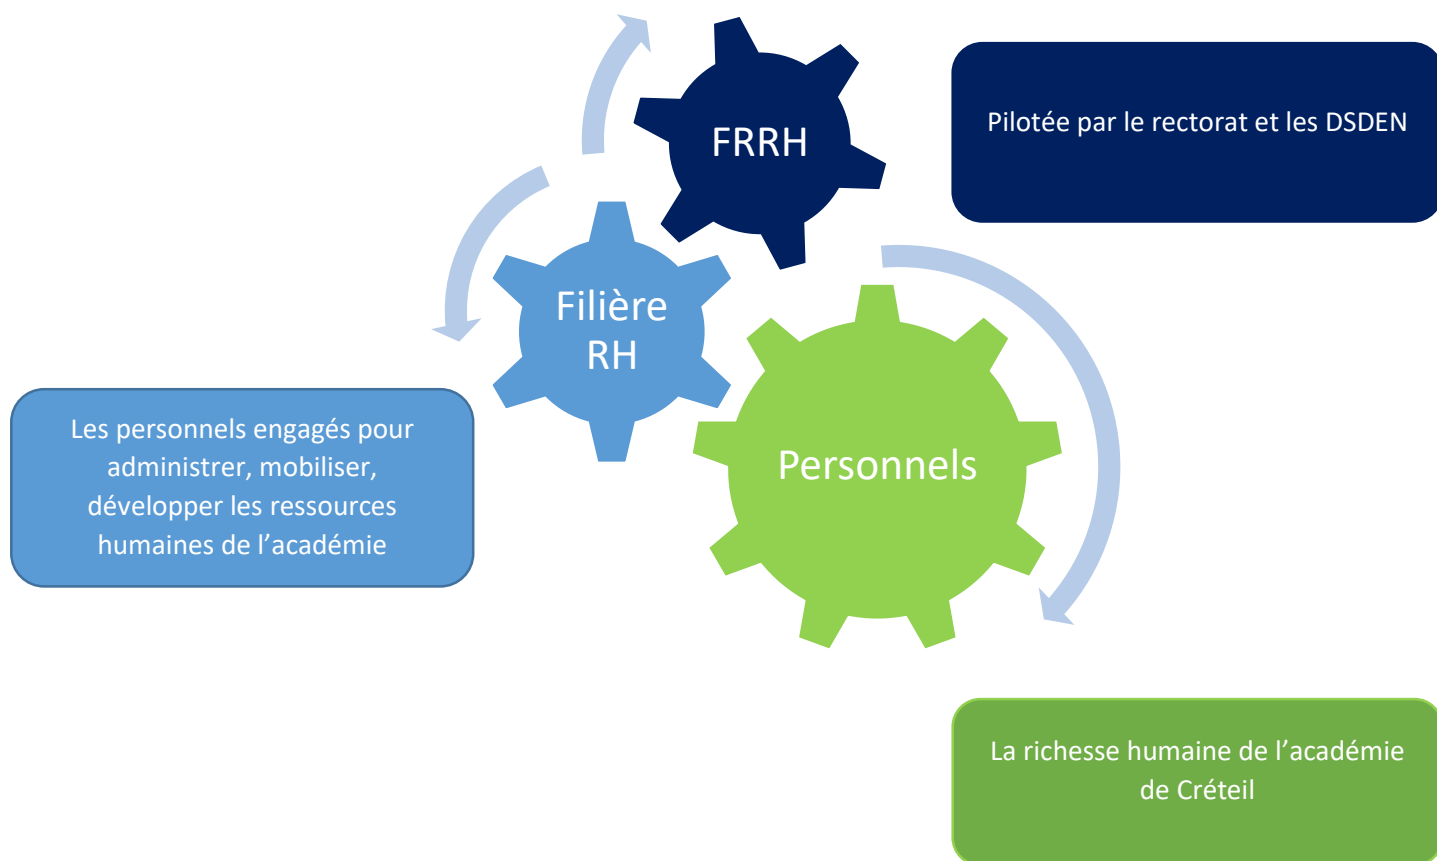 FRRH
Pilotée par le rectorat et les DSDEN
Filière
RH
Les personnels engagés pour
administrer, mobiliser,
développer les ressources
humaines de l’académie
Personnels
La richesse humaine de l’académie
de Créteil